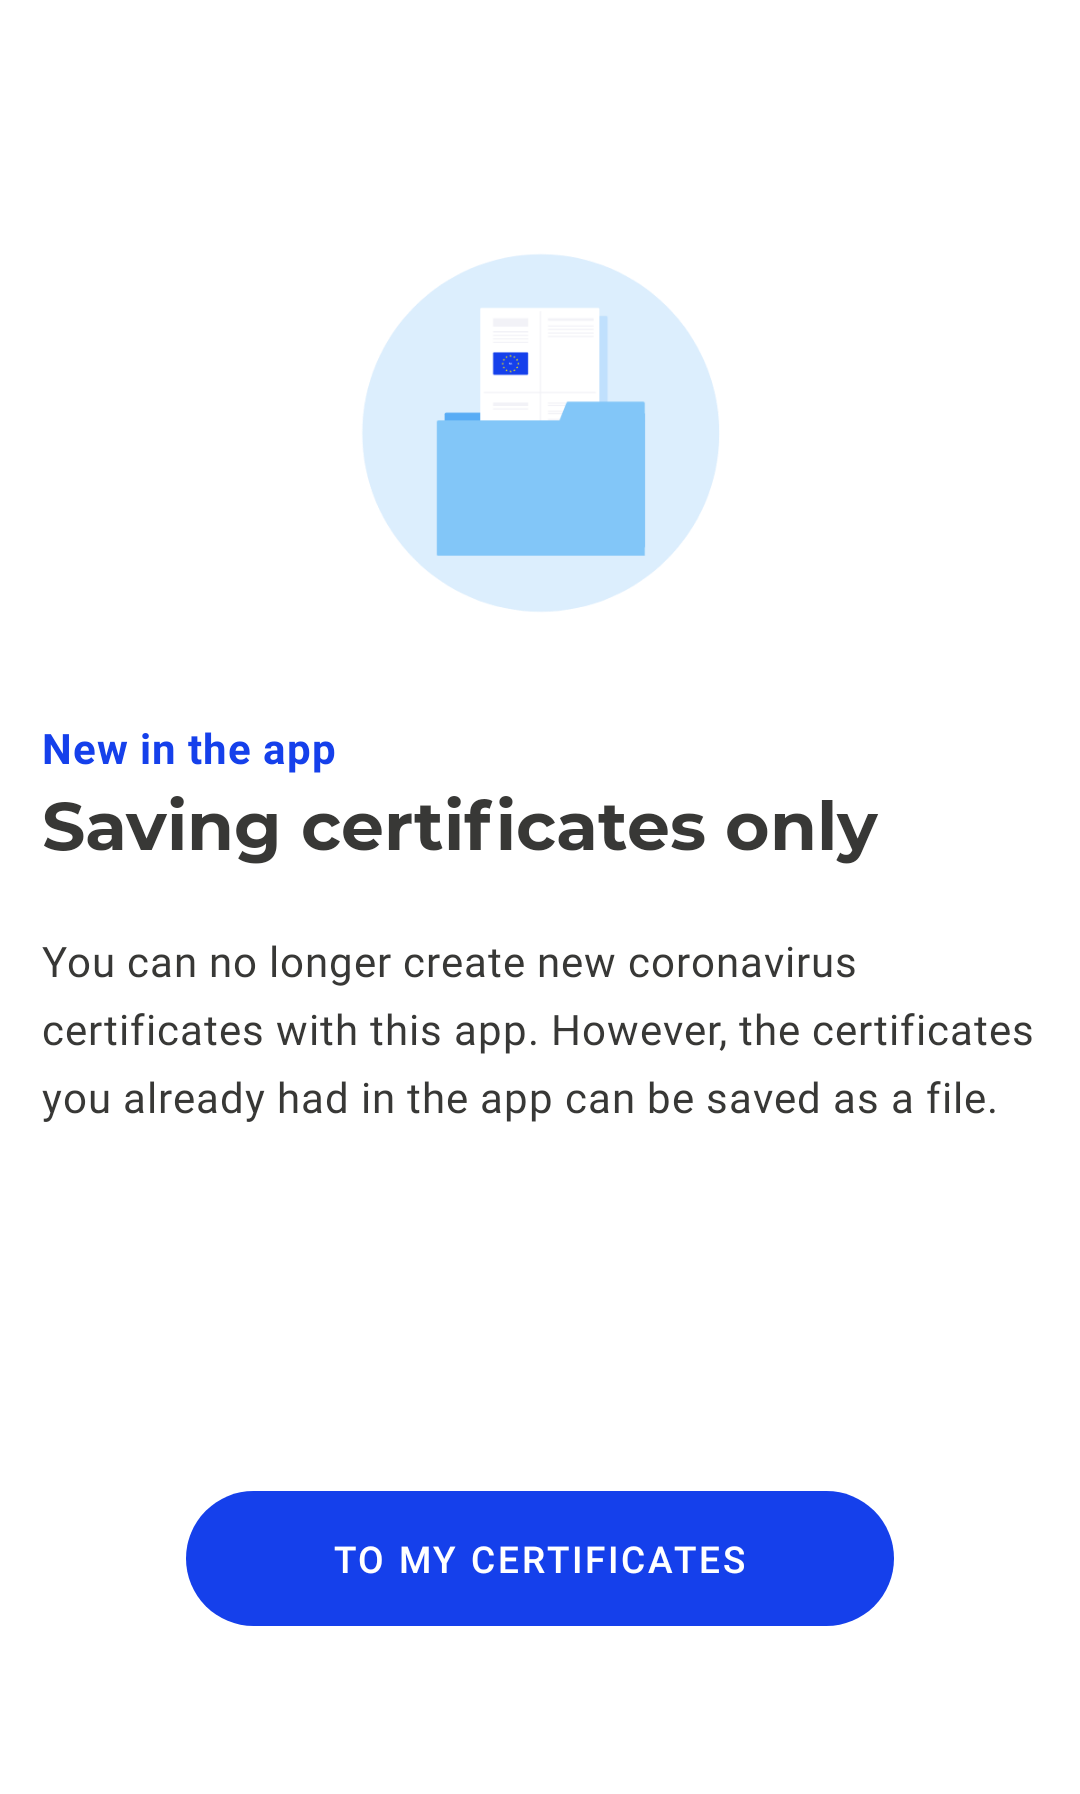 New in the app
Saving certificates only
You can no longer create new coronavirus
certificates with this app. However, the certificates
you already had in the app can be saved as a file.
TO MY CERTIFICATES